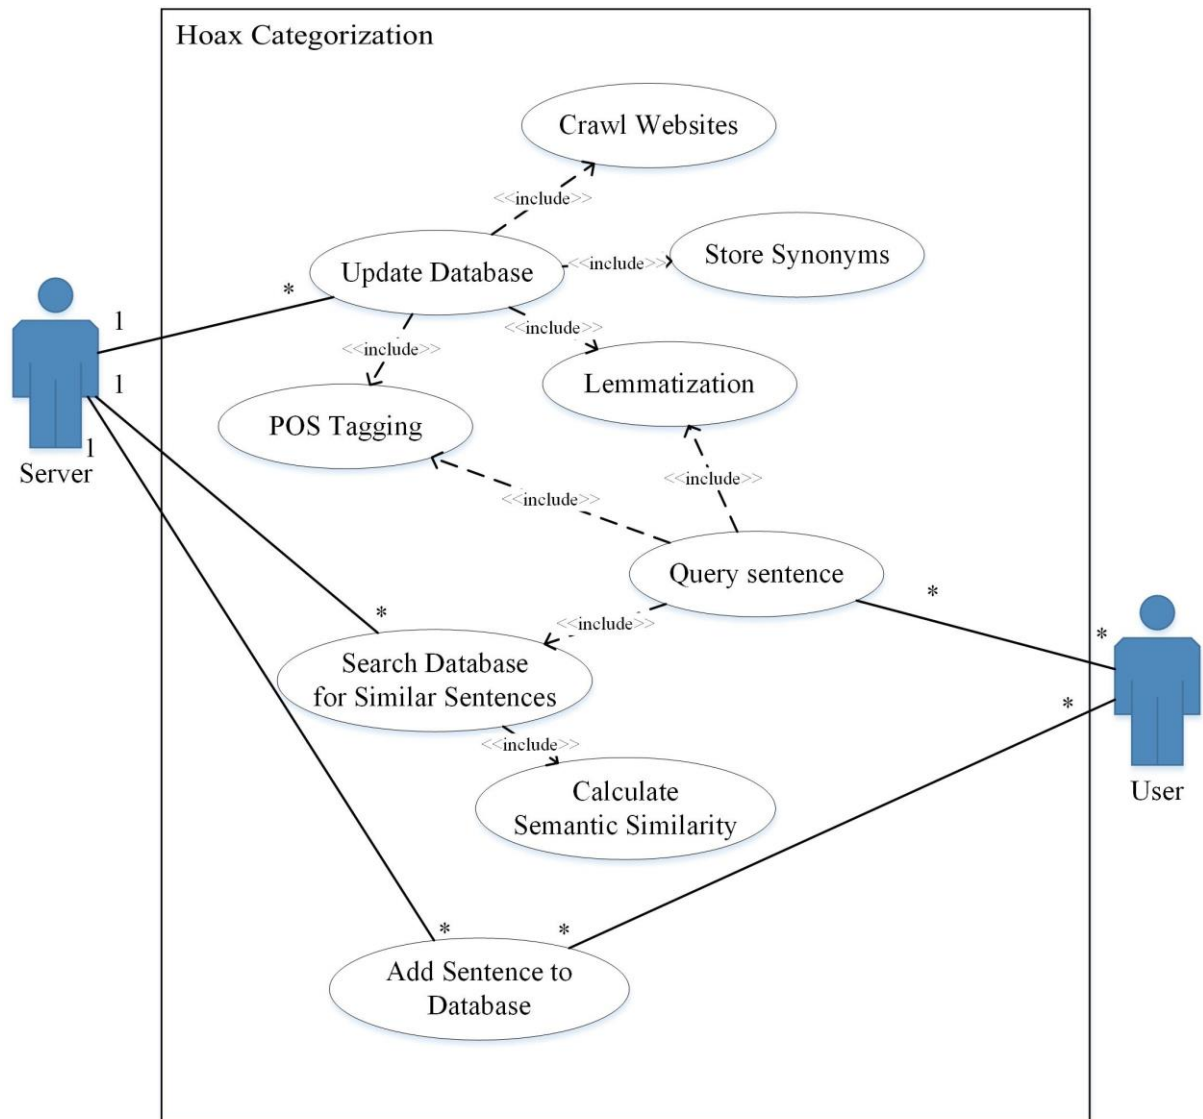 Hoax Categorization
Crawl Websites
<<include>>
Update Database
<<include>>
Store Synonyms
*
1
<<include>>
<<include>>
1
Lemmatization
POS Tagging
1
Server
<<include>>
<<include>>
Query sentence
*
*
*
<<include>>
Search Database
for Similar Sentences
*
<<include>>
Calculate
Semantic Similarity
User
*
*
Add Sentence to
Database